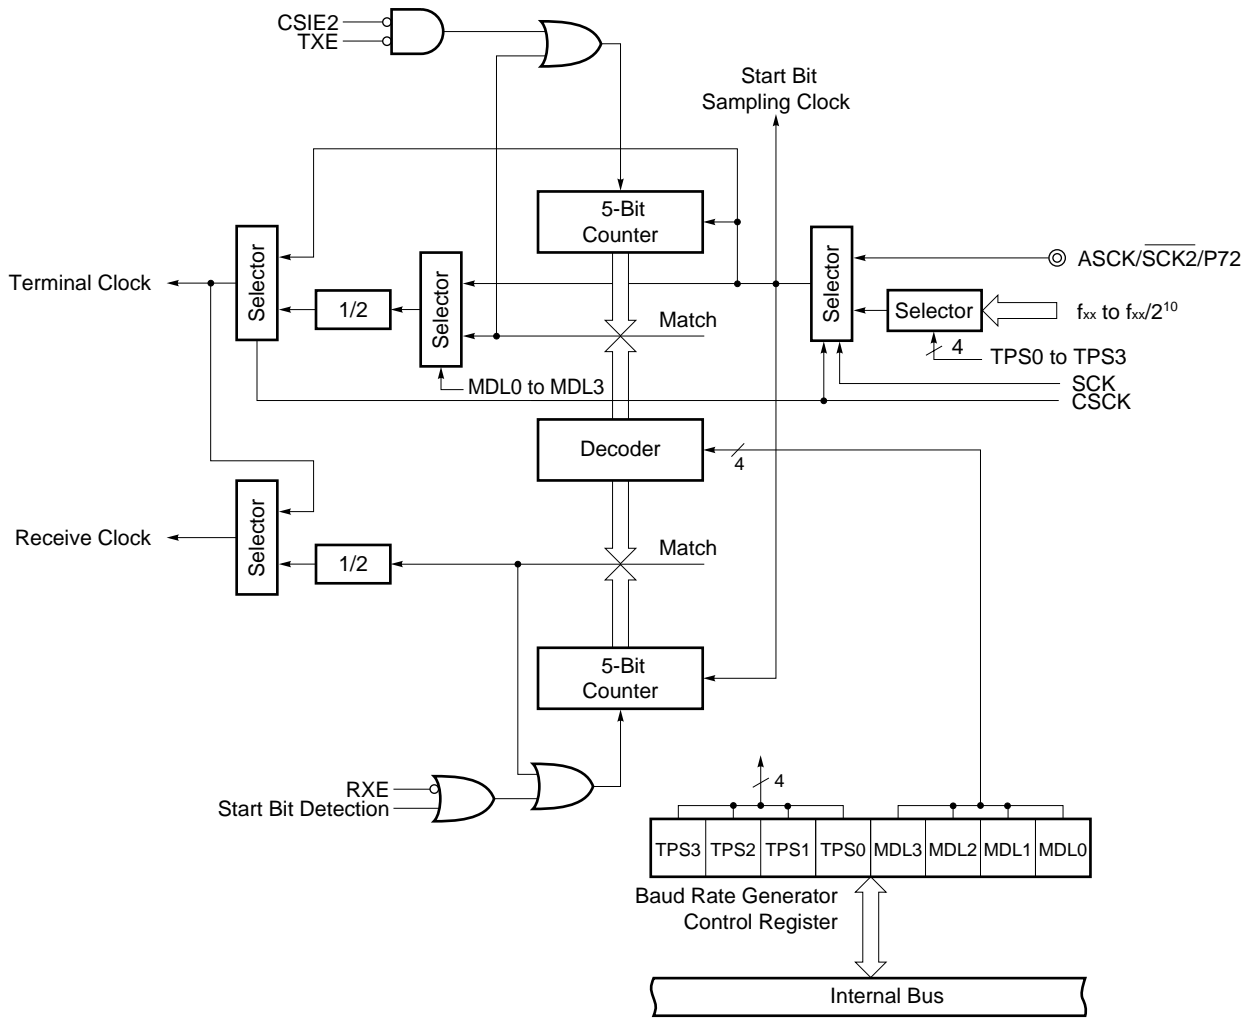 CSIE2
TXE
Start Bit
Sampling Clock
5-Bit
Counter
Selector
Selector
Selector
ASCK/SCK2/P72
Terminal Clock
1/2
Selector
fxx to fxx/2^10
Match
4
TPS0 to TPS3
MDL0 to MDL3
SCK
CSCK
Decoder
4
Selector
Receive Clock
1/2
Match
5-Bit
Counter
RXE
Start Bit Detection
4
TPS3 TPS2 TPS1 TPS0 MDL3 MDL2 MDL1 MDL0
Baud Rate Generator
Control Register
Internal Bus